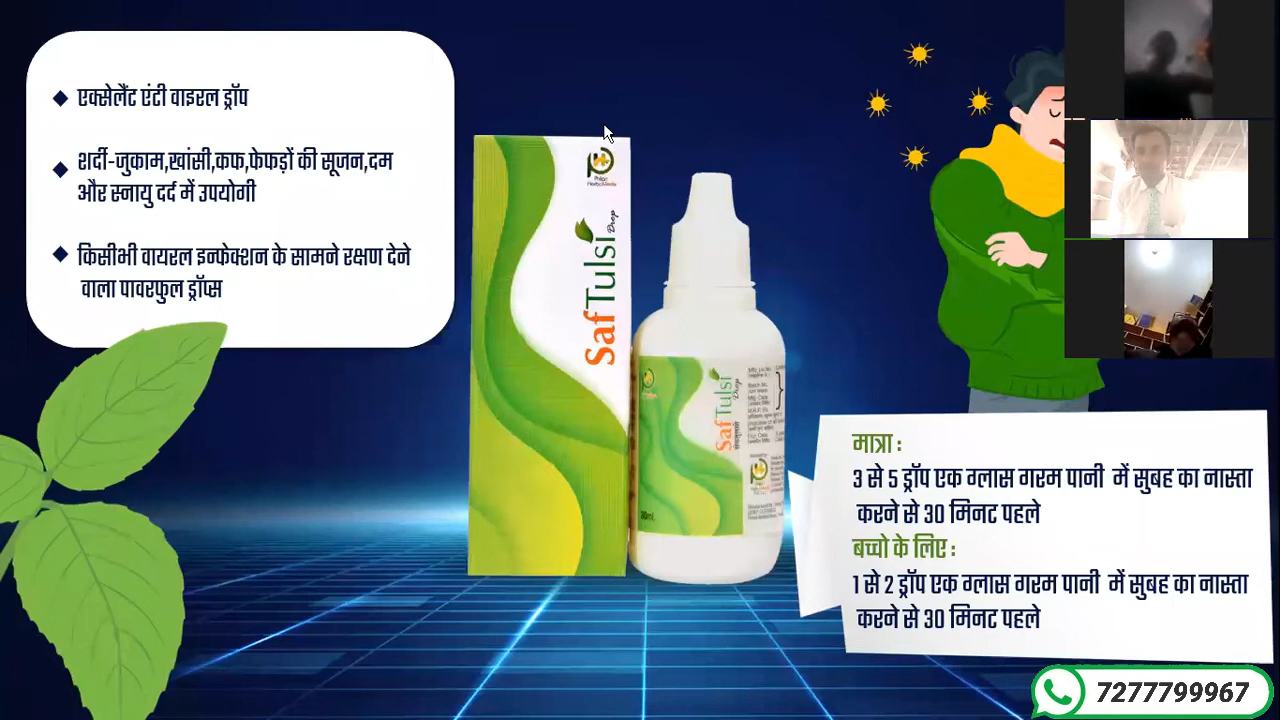 एक्सेलैंट एंटी वाइरल ड्रॉप
शर्दी-जुकाम,खांसी,कफ,फेफड़ों की सूजन,दम
और स्नायु दर्द में उपयोगी
किसीभी वायरल इन्फेक्शन के सामने रक्षण देने
वाला पावरफुल ड्रॉप्स
SafTulsi Drop
SafTulsi Drop
30ml.
मात्रा :
3 से 5 ड्रॉप एक ग्लास गरम पानी में सुबह का नास्ता
करने से 30 मिनट पहले
बच्चो के लिए :
1 से 2 ड्रॉप एक ग्लास गरम पानी में सुबह का नास्ता
करने से 30 मिनट पहले
7277799967